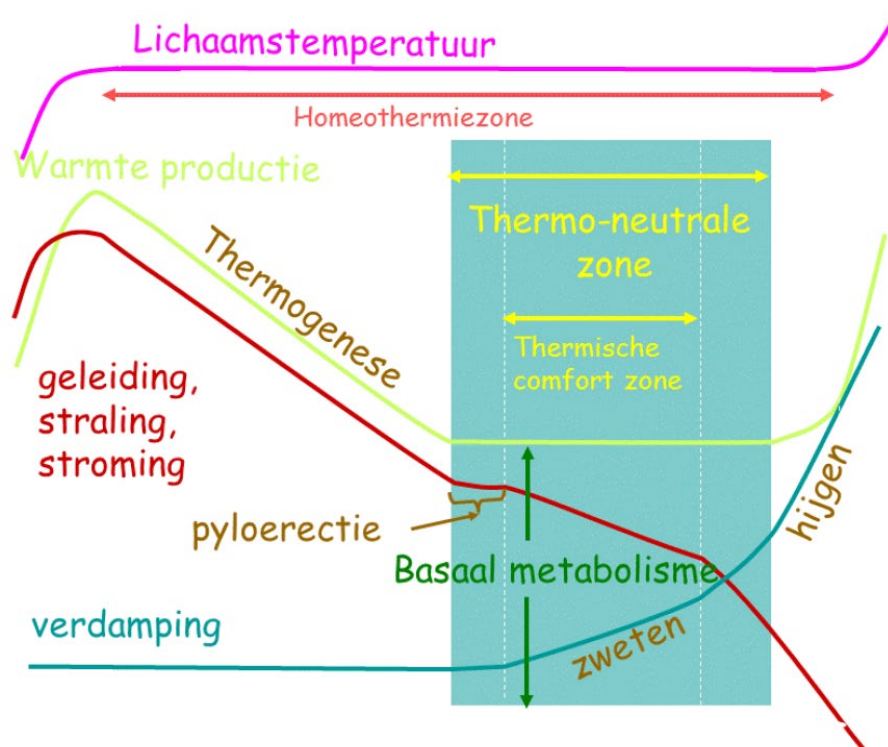 Lichaamstemperatuur
Homeothermiezone
Warmte productie
Thermogenese
Thermo-neutrale
zone
Thermische
comfort zone
geleiding,
straling,
stroming
pyloerectie
Basaal metabolisme
hijgen
zweten
verdamping